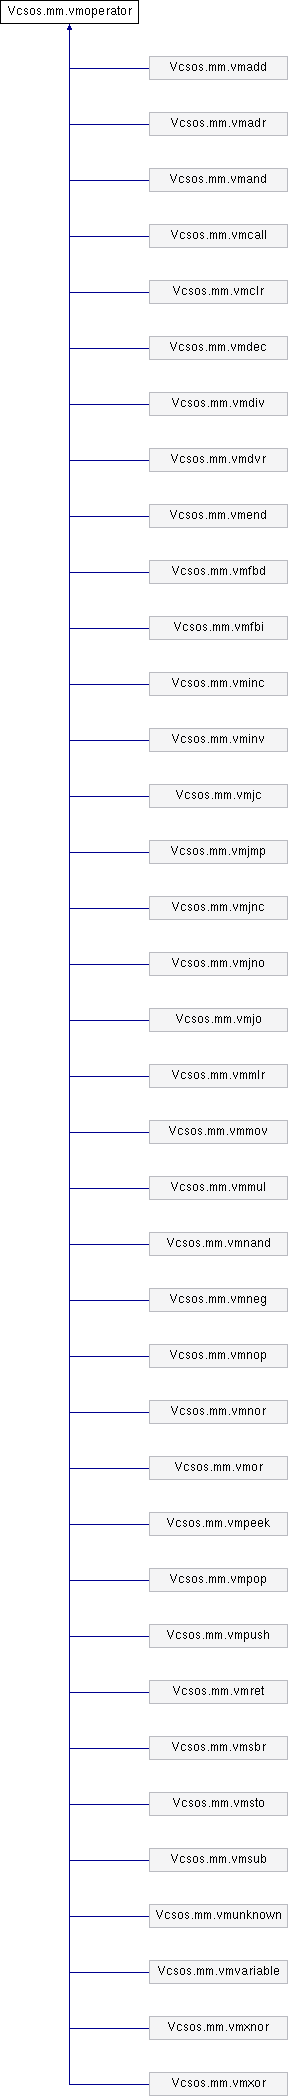 Vcsos.mm.vmoperator
Vcsos.mm.vmadd
Vcsos.mm.vmadr
Vcsos.mm.vmand
Vcsos.mm.vmcall
Vcsos.mm.vmclr
Vcsos.mm.vmdec
Vcsos.mm.vmdiv
Vcsos.mm.vmdvr
Vcsos.mm.vmend
Vcsos.mm.vmfbd
Vcsos.mm.vmfbi
Vcsos.mm.vminc
Vcsos.mm.vminv
Vcsos.mm.vmjc
Vcsos.mm.vmjmp
Vcsos.mm.vmjnc
Vcsos.mm.vmjno
Vcsos.mm.vmjo
Vcsos.mm.vmmlr
Vcsos.mm.vmmov
Vcsos.mm.vmmul
Vcsos.mm.vmnand
Vcsos.mm.vmneg
Vcsos.mm.vmnop
Vcsos.mm.vmnor
Vcsos.mm.vmor
Vcsos.mm.vmpeek
Vcsos.mm.vmpop
Vcsos.mm.vmpush
Vcsos.mm.vmret
Vcsos.mm.vmsbr
Vcsos.mm.vmsto
Vcsos.mm.vmsub
Vcsos.mm.vmunknown
Vcsos.mm.vmvariable
Vcsos.mm.vmxnor
Vcsos.mm.vmxor